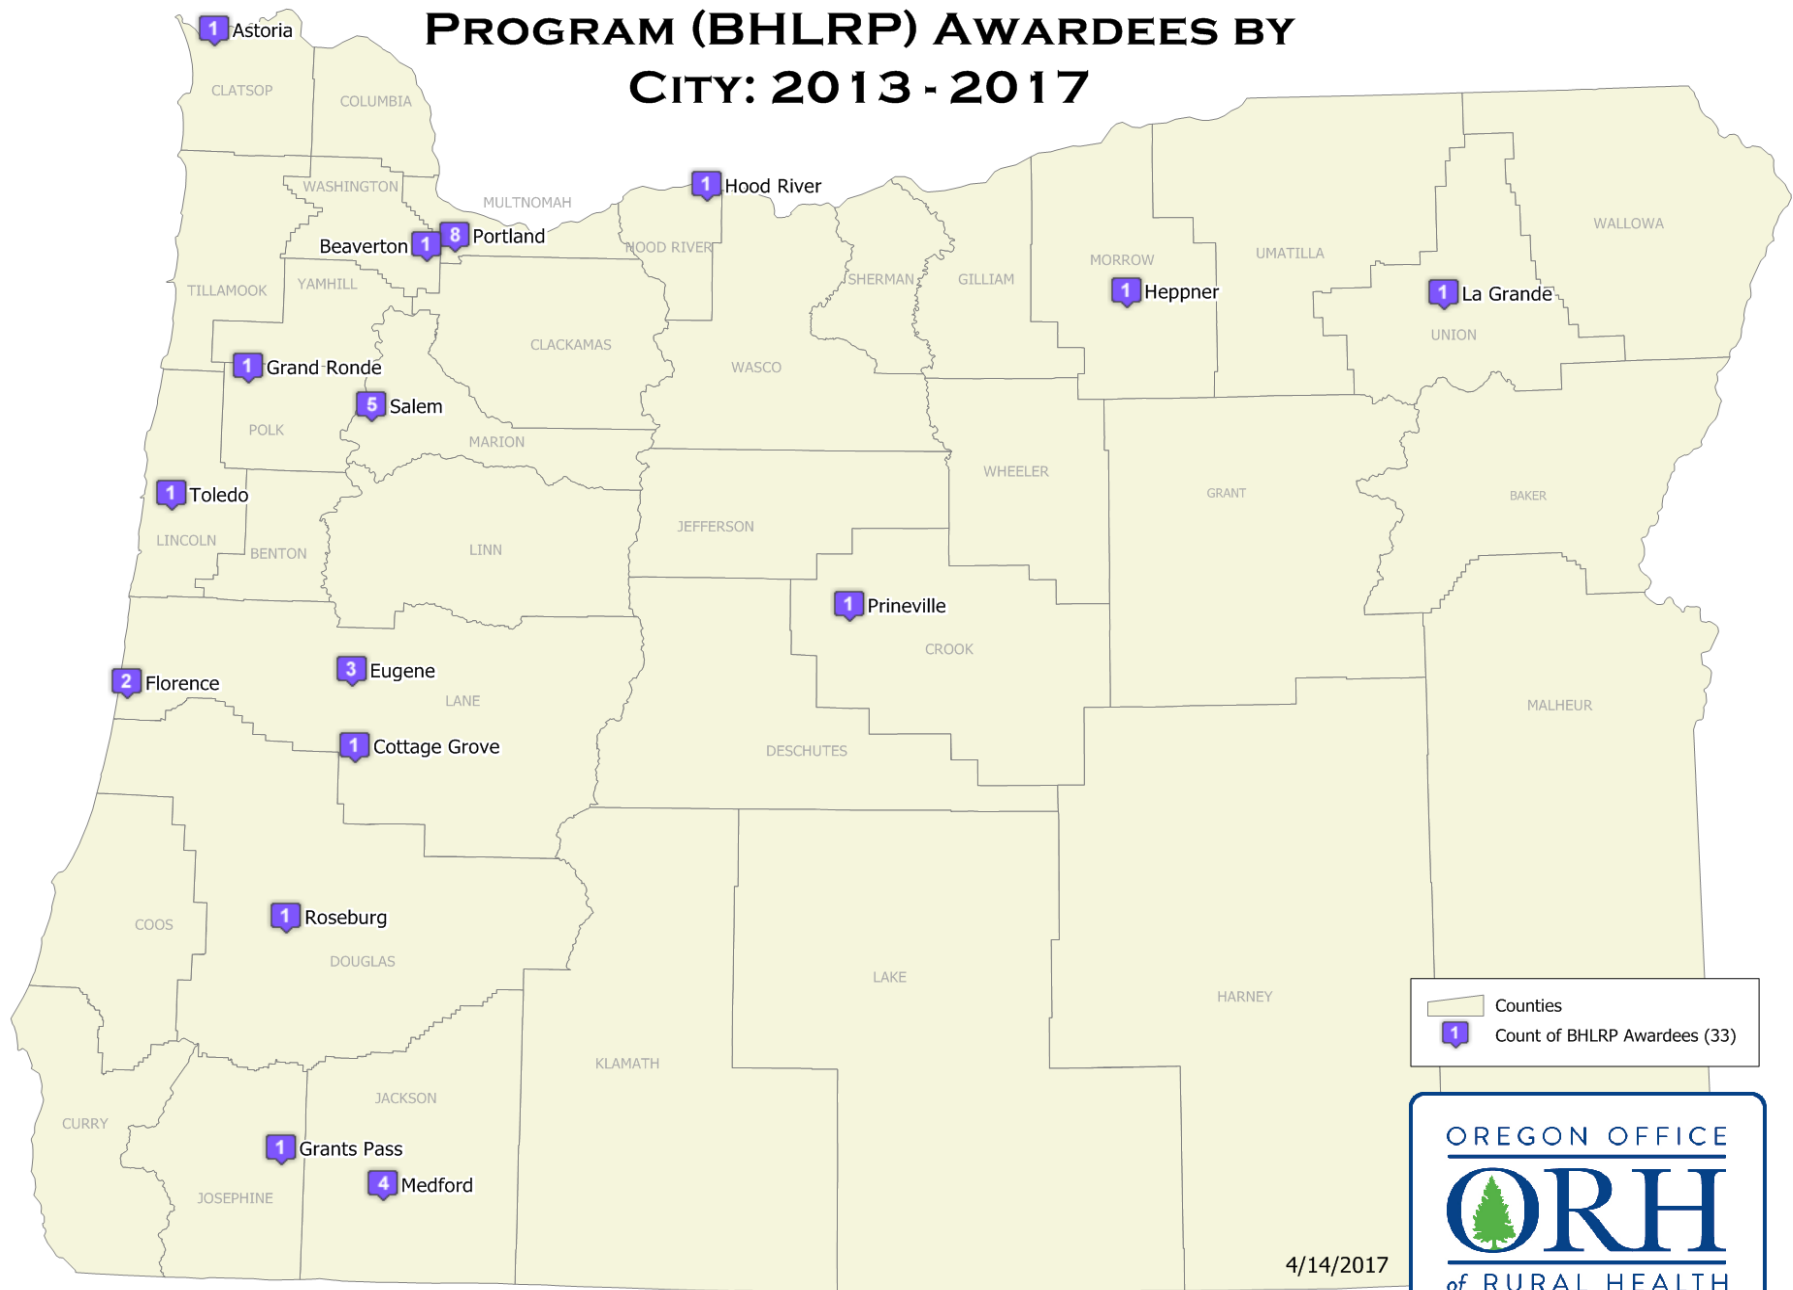 PROGRAM (BHLRP) AWARDEES BY
CITY: 2013 - 2017
1 Astoria
CLATSOP
COLUMBIA
WASHINGTON
MULTNOMAH
1 Hood River
Beaverton 1
8 Portland
HOOD RIVER
WALLOWA
TILLAMOOK
YAMHILL
SHERMAN
GILLIAM
MORROW
UMATILLA
1 Heppner
1 La Grande
UNION
CLACKAMAS
WASCO
1 Grand Ronde
5 Salem
POLK
MARION
WHEELER
GRANT
BAKER
1 Toledo
LINCOLN
BENTON
LINN
JEFFERSON
1 Prineville
CROOK
2 Florence
3 Eugene
LANE
MALHEUR
1 Cottage Grove
DESCHUTES
1 Roseburg
COOS
DOUGLAS
LAKE
HARNEY
KLAMATH
JACKSON
CURRY
1 Grants Pass
4 Medford
JOSEPHINE
Counties
1 Count of BHLRP Awardees (33)
4/14/2017
OREGON OFFICE
ORH
of RURAL HEALTH